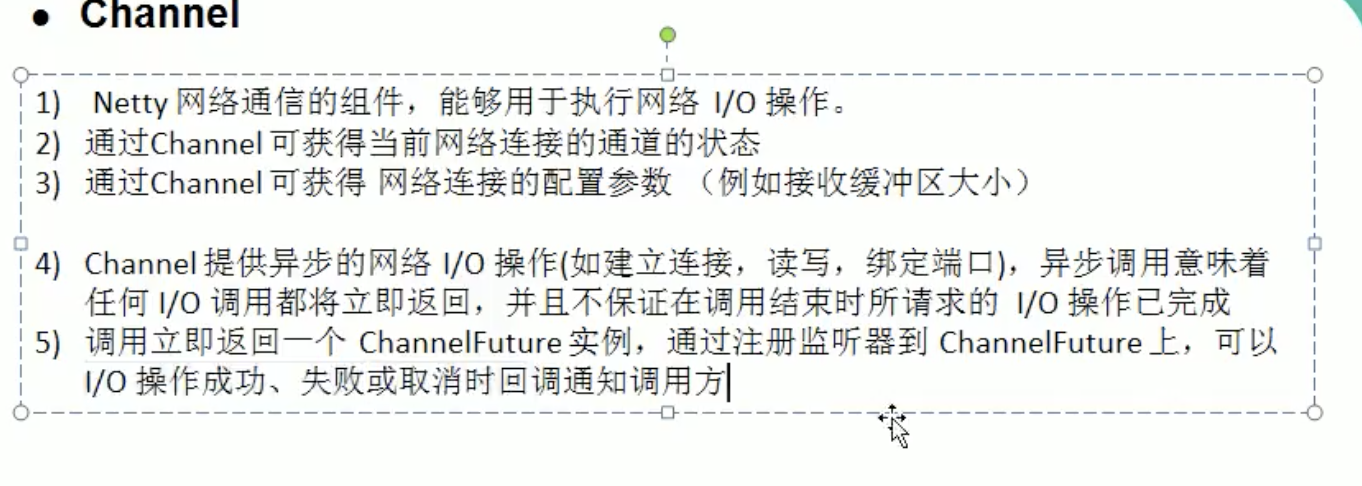 • Channel
1) Netty 网络通信的组件，能够用于执行网络 I/O 操作。
2) 通过Channel 可获得当前网络连接的通道的状态
3) 通过Channel 可获得 网络连接的配置参数 （例如接收缓冲区大小）
4) Channel 提供异步的网络 I/O 操作(如建立连接，读写，绑定端口)，异步调用意味着
任何 I/O 调用都将立即返回，并且不保证在调用结束时所请求的 I/O 操作已完成
5) 调用立即返回一个 ChannelFuture 实例，通过注册监听器到 ChannelFuture 上，可以
I/O 操作成功、失败或取消时回调通知调用方